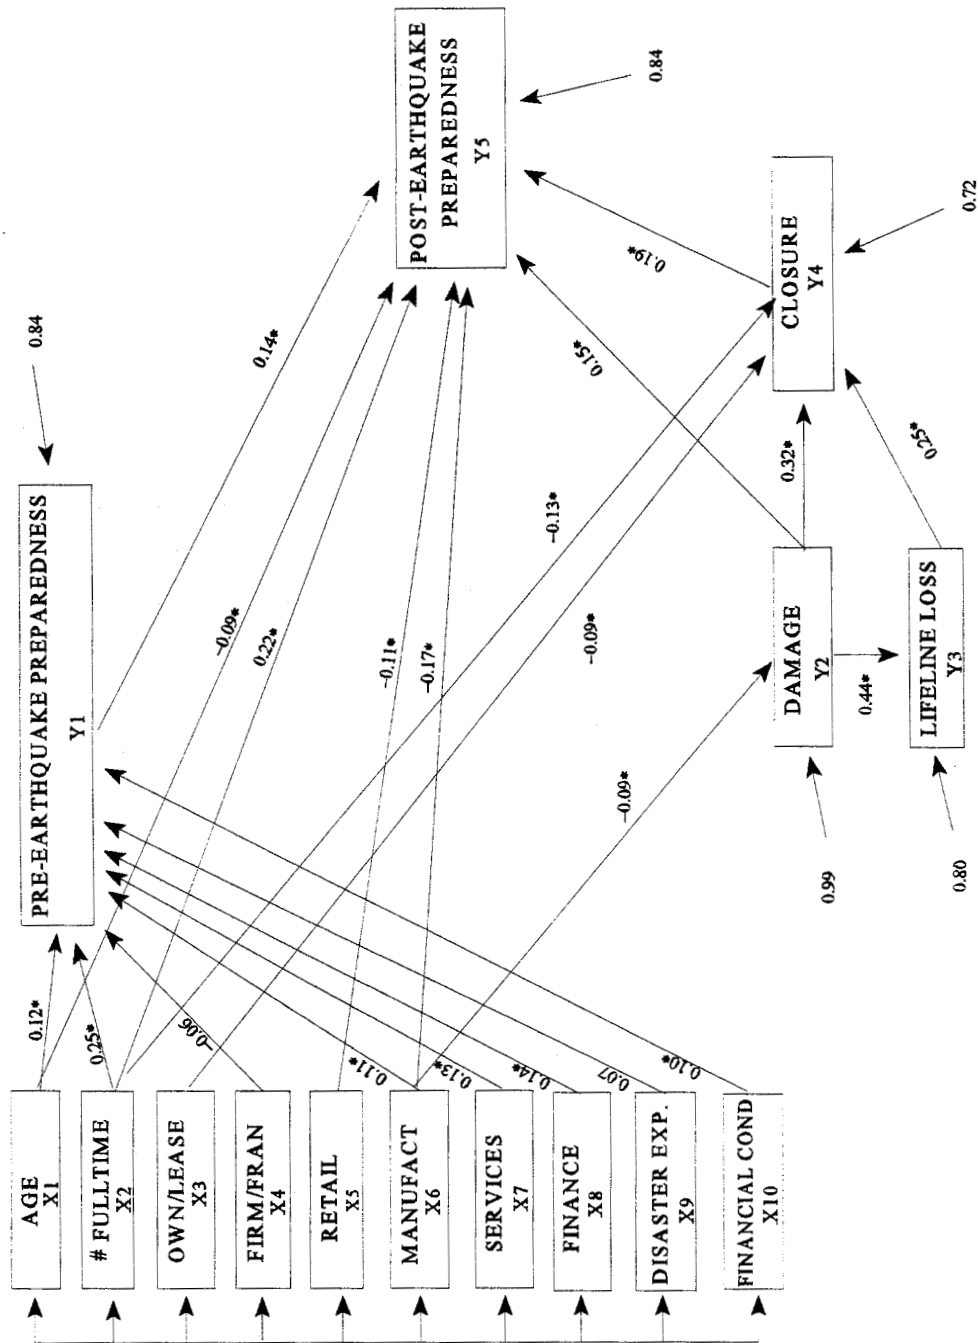 AGE
X1
# FULLTIME
X2
OWN/LEASE
X3
FIRM/FRAN
X4
RETAIL
X5
MANUFACT
X6
SERVICES
X7
FINANCE
X8
DISASTER EXP.
X9
FINANCIAL COND
X10
0.12*
0.25*
−0.06
0.11*
0.13*
0.14*
0.07
0.10*
PRE-EARTHQUAKE PREPAREDNESS
Y1
0.84
0.14*
−0.09*
0.22*
−0.11*
−0.17*
−0.13*
−0.09*
−0.09*
DAMAGE
Y2
0.99
0.44*
LIFELINE LOSS
Y3
0.80
0.32*
0.25*
0.15*
CLOSURE
Y4
0.72
0.19*
POST-EARTHQUAKE
PREPAREDNESS
Y5
0.84